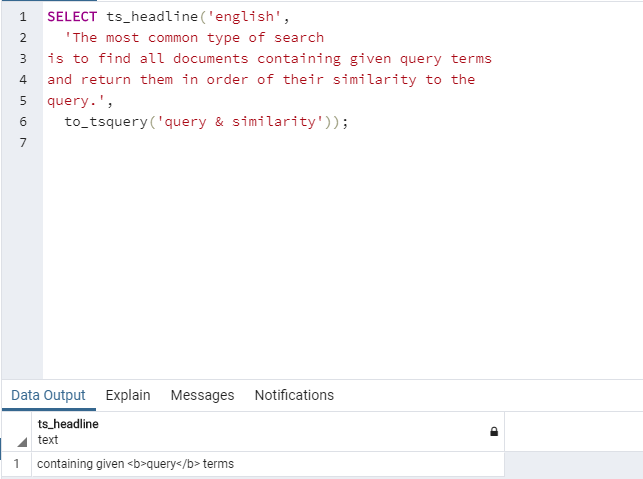 1 SELECT ts_headline('english',
2 'The most common type of search
3 is to find all documents containing given query terms
4 and return them in order of their similarity to the
5 query.',
6 to_tsquery('query & similarity'));
7
Data Output Explain Messages Notifications
ts_headline
text
1 containing given <b>query</b> terms